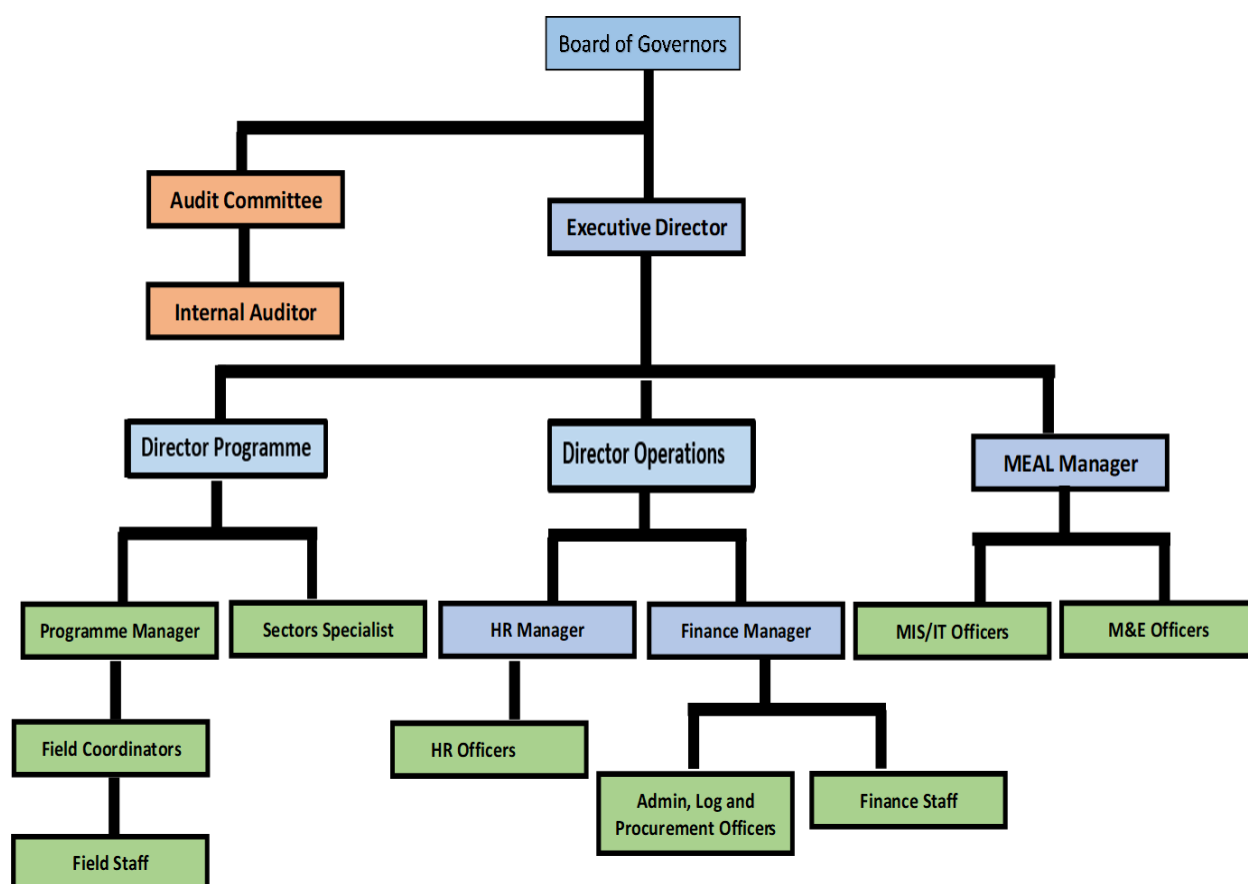 Board of Governors
Audit Committee
Executive Director
Internal Auditor
Director Programme
Director Operations
MEAL Manager
Programme Manager
Sectors Specialist
HR Manager
Finance Manager
MIS/IT Officers
M&E Officers
Field Coordinators
HR Officers
Admin, Log and
Procurement Officers
Finance Staff
Field Staff